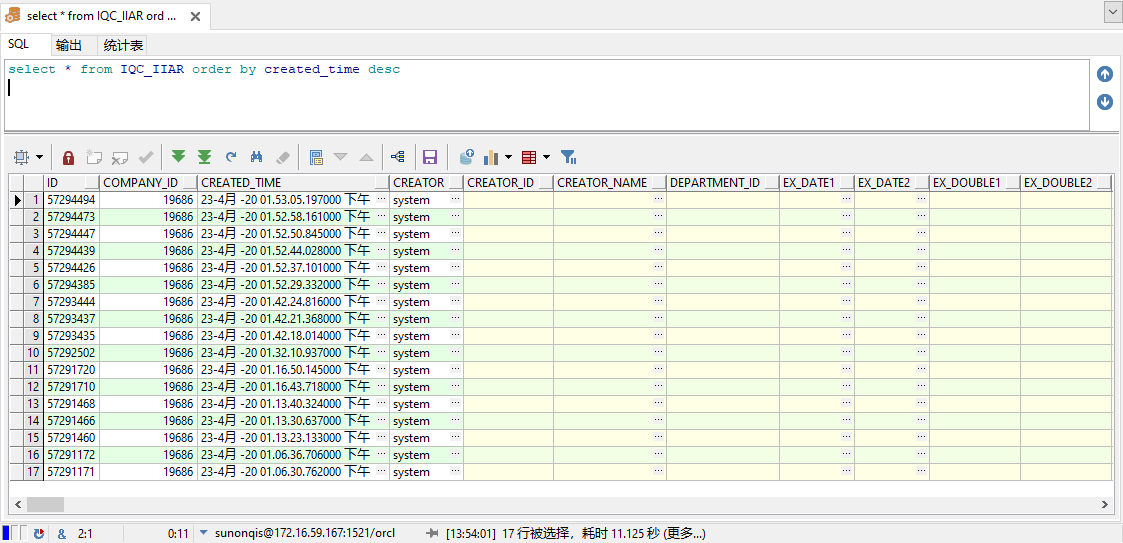 select * from IQC_IIAR ord ...
SQL 输出 统计表
select * from IQC_IIAR order by created_time desc
ID COMPANY_ID CREATED_TIME CREATOR CREATOR_ID CREATOR_NAME DEPARTMENT_ID EX_DATE1 EX_DATE2 EX_DOUBLE1 EX_DOUBLE2
1 57294494 19686 23-4月 -20 01.53.05.197000 下午 ... system ... ... ... ...
2 57294473 19686 23-4月 -20 01.52.58.161000 下午 ... system ... ... ... ...
3 57294447 19686 23-4月 -20 01.52.50.845000 下午 ... system ... ... ... ...
4 57294439 19686 23-4月 -20 01.52.44.028000 下午 ... system ... ... ... ...
5 57294426 19686 23-4月 -20 01.52.37.101000 下午 ... system ... ... ... ...
6 57294385 19686 23-4月 -20 01.52.29.332000 下午 ... system ... ... ... ...
7 57293444 19686 23-4月 -20 01.42.24.816000 下午 ... system ... ... ... ...
8 57293437 19686 23-4月 -20 01.42.21.368000 下午 ... system ... ... ... ...
9 57293435 19686 23-4月 -20 01.42.18.014000 下午 ... system ... ... ... ...
10 57292502 19686 23-4月 -20 01.32.10.937000 下午 ... system ... ... ... ...
11 57291720 19686 23-4月 -20 01.16.50.145000 下午 ... system ... ... ... ...
12 57291710 19686 23-4月 -20 01.16.43.718000 下午 ... system ... ... ... ...
13 57291468 19686 23-4月 -20 01.13.40.324000 下午 ... system ... ... ... ...
14 57291466 19686 23-4月 -20 01.13.30.637000 下午 ... system ... ... ... ...
15 57291460 19686 23-4月 -20 01.13.23.133000 下午 ... system ... ... ... ...
16 57291172 19686 23-4月 -20 01.06.36.706000 下午 ... system ... ... ... ...
17 57291171 19686 23-4月 -20 01.06.30.762000 下午 ... system ... ... ... ...
& 2:1 0:11 sunonqis@172.16.59.167:1521/orcl [13:54:01] 17 行被选择，耗时 11.125 秒 (更多...)